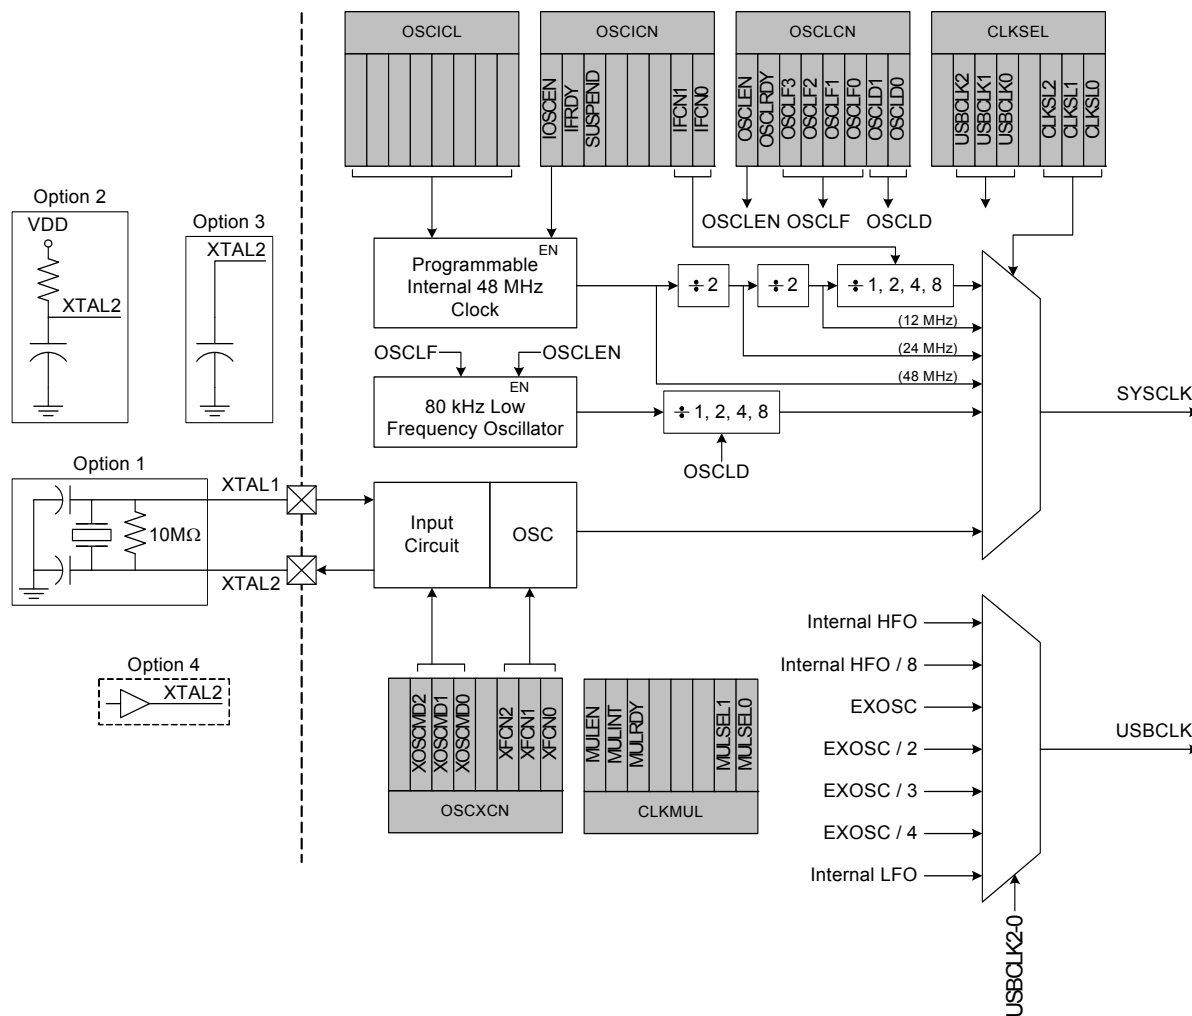 OSCICL
OSCICN
OSCLCN
CLKSEL
IOSCEN
IFRDY
SUSPEND
IFCN1
IFCN0
OSCLEN
OSCLRDY
OSCLF3
OSCLF2
OSCLF1
OSCLF0
OSCLD1
OSCLD0
USBCLK2
USBCLK1
USBCLK0
CLKSL2
CLKSL1
CLKSL0
Option 2
VDD
XTAL2
Option 3
XTAL2
OSCLEN
OSCLF
OSCLD
EN
Programmable
Internal 48 MHz
Clock
÷ 2
÷ 2
÷ 1, 2, 4, 8
(12 MHz)
(24 MHz)
(48 MHz)
OSCLF
OSCLEN
EN
80 kHz Low
Frequency Oscillator
÷ 1, 2, 4, 8
OSCLD
SYSCLK
Option 1
10MΩ
XTAL1
XTAL2
Input
Circuit
OSC
Option 4
XTAL2
XOSCMD2
XOSCMD1
XOSCMD0
XFCN2
XFCN1
XFCN0
OSCXCN
MULEN
MULINT
MULRDY
MULSEL1
MULSEL0
CLKMUL
Internal HFO
Internal HFO / 8
EXOSC
EXOSC / 2
EXOSC / 3
EXOSC / 4
Internal LFO
USBCLK
USBCLK2-0